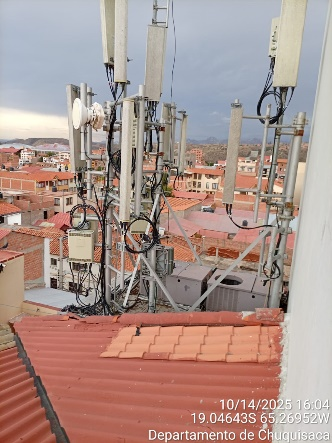 10/14/2025 16:04
19.04643S 65.26952W
Departamento de Chuquisaca